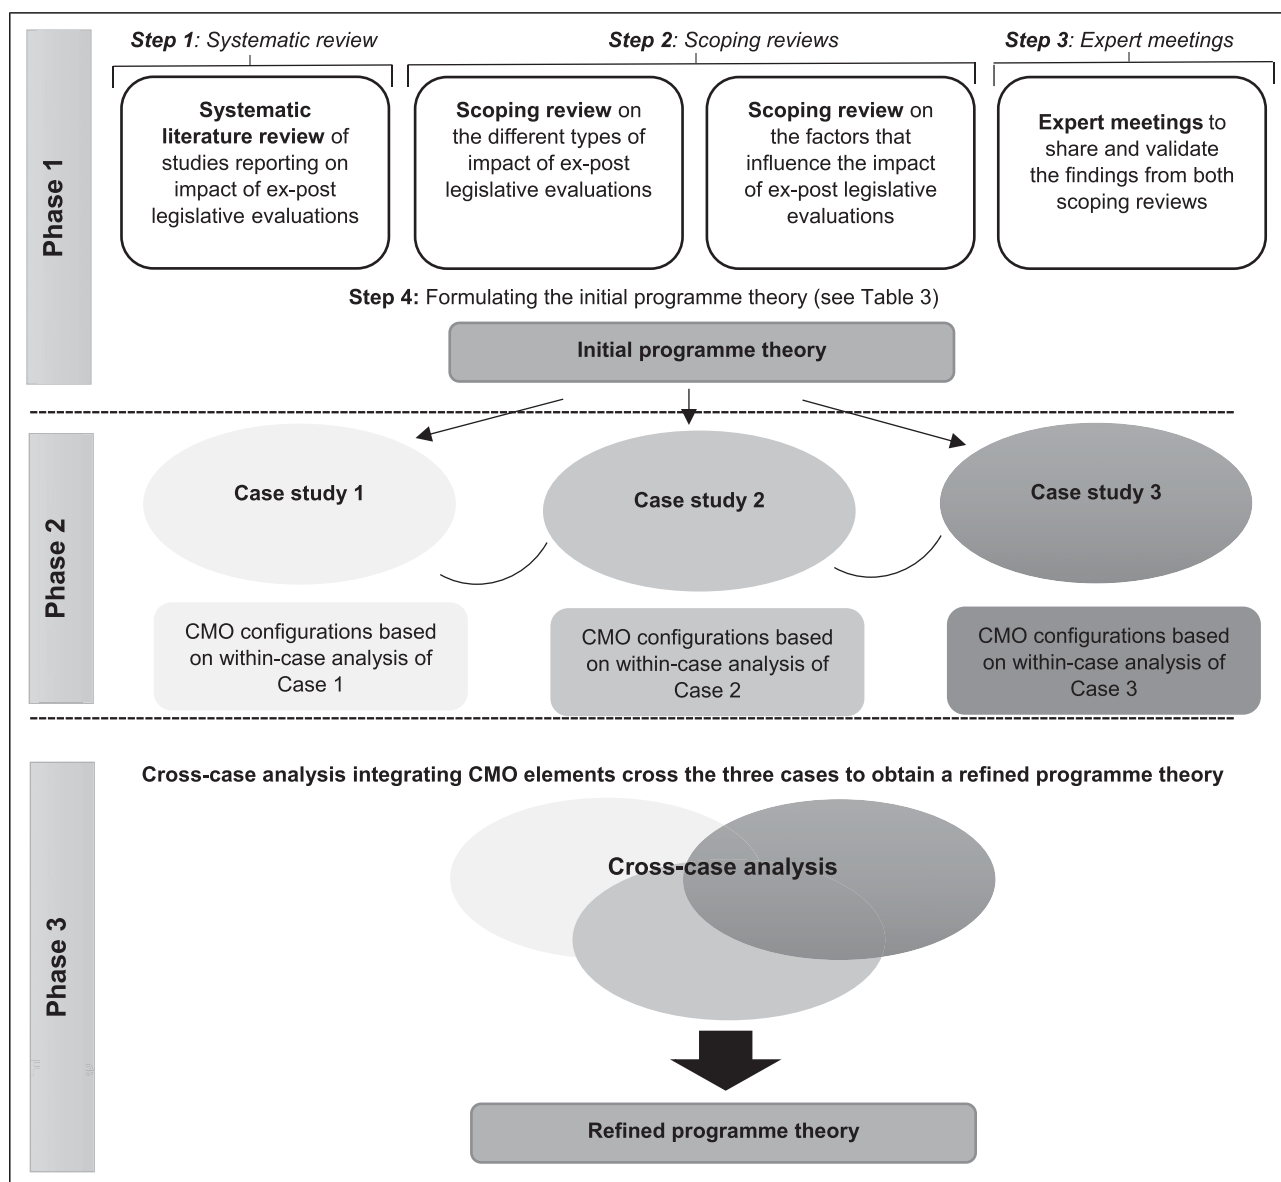 Phase 1
Step 1: Systematic review
Step 2: Scoping reviews
Step 3: Expert meetings
Systematic
literature review of
studies reporting on
impact of ex-post
legislative evaluations
Scoping review on
the different types of
impact of ex-post
legislative evaluations
Scoping review on
the factors that
influence the impact
of ex-post legislative
evaluations
Expert meetings to
share and validate
the findings from both
scoping reviews
Step 4: Formulating the initial programme theory (see Table 3)
Initial programme theory
Phase 2
Case study 1
Case study 2
Case study 3
CMO configurations based
on within-case analysis of
Case 1
CMO configurations based
on within-case analysis of
Case 2
CMO configurations based
on within-case analysis of
Case 3
Phase 3
Cross-case analysis integrating CMO elements cross the three cases to obtain a refined programme theory
Cross-case analysis
Refined programme theory